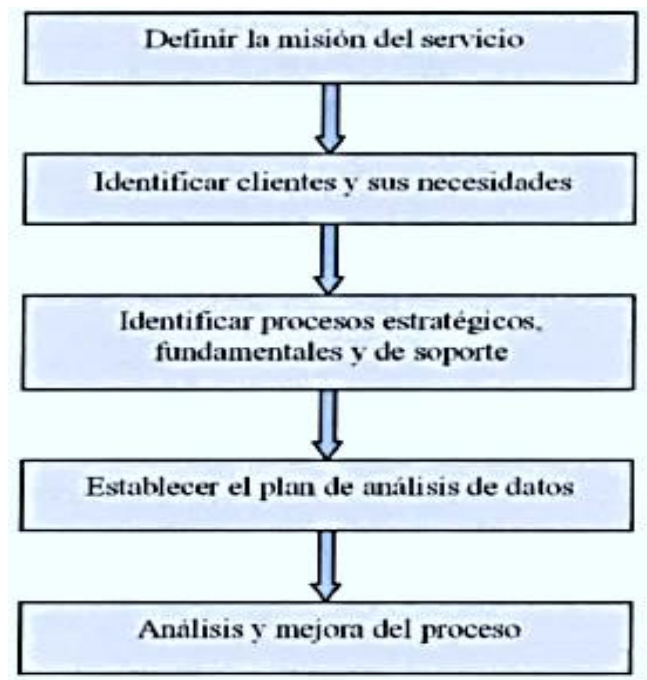 Definir la misión del servicio
Identificar clientes y sus necesidades
Identificar procesos estratégicos,
fundamentales y de soporte
Establecer el plan de análisis de datos
Análisis y mejora del proceso